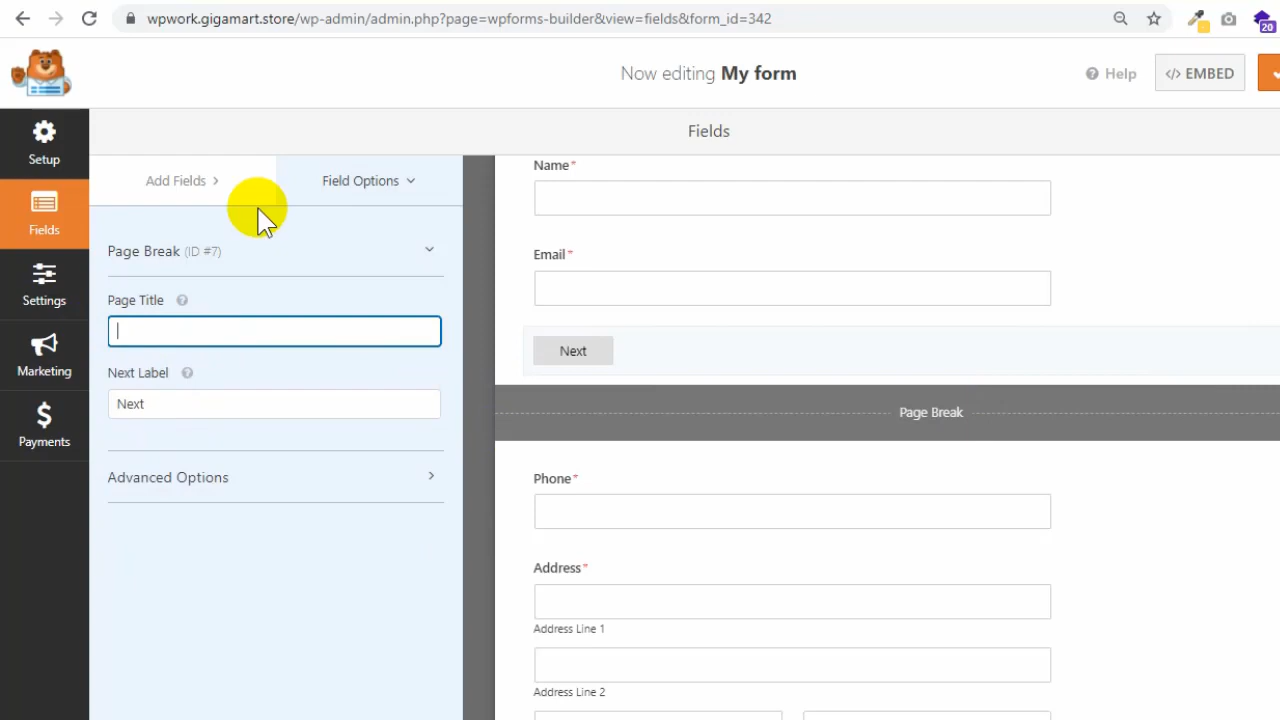 wpwork.gigamart.store/wp-admin/admin.php?page=wpforms-builder&view=fields&form_id=342
20
Now editing My form
Help
</> EMBED
Fields
Setup
Fields
Settings
Marketing
Payments
Add Fields
Field Options
Page Break (ID #7)
Page Title
Next Label
Next
Advanced Options
Name*
Email*
Next
Page Break
Phone*
Address*
Address Line 1
Address Line 2